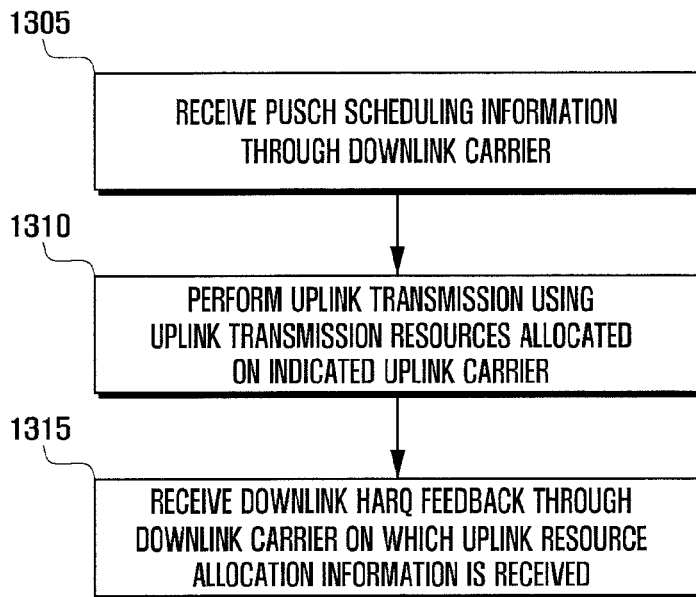 1305
RECEIVE PUSCH SCHEDULING INFORMATION
THROUGH DOWNLINK CARRIER
1310
PERFORM UPLINK TRANSMISSION USING
UPLINK TRANSMISSION RESOURCES ALLOCATED
ON INDICATED UPLINK CARRIER
1315
RECEIVE DOWNLINK HARQ FEEDBACK THROUGH
DOWNLINK CARRIER ON WHICH UPLINK RESOURCE
ALLOCATION INFORMATION IS RECEIVED